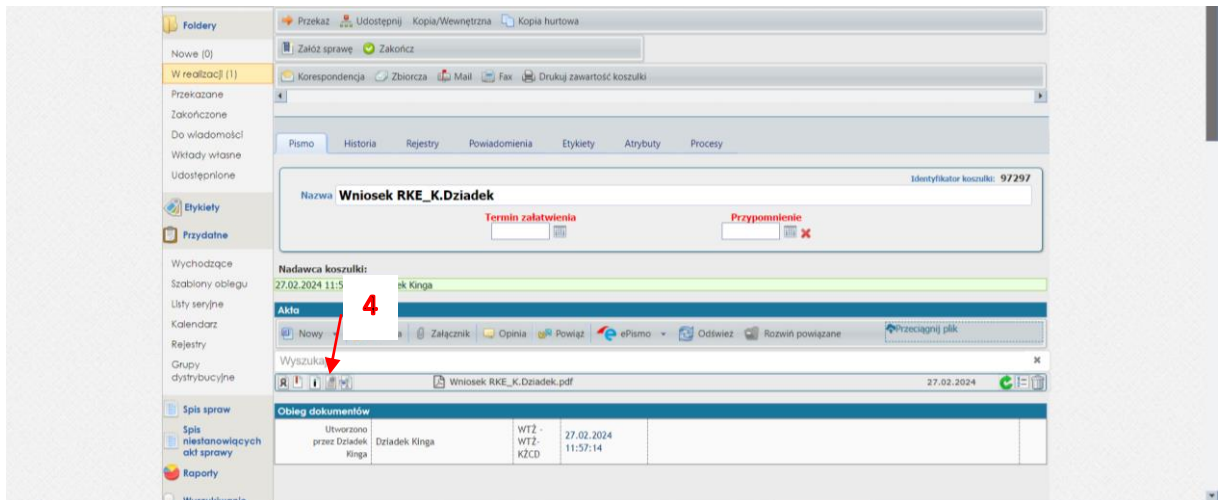 Foldery
Nowe (0)
W realizacji (1)
Przekazane
Zakończone
Do wiadomości
Wkłady własne
Udostępnione
Etykiety
Przydatne
Wychodzące
Szablony obiegu
Listy seryjne
Kalendarz
Rejestry
Grupy
dystrybucyjne
Spis spraw
Spis
niestanowiących
akt sprawy
Raporty
Wyszukiwanie
Przekaż Udostępnij Kopia/Wewnętrzna Kopia hurtowa
Załóż sprawę Zakończ
Korespondencja Zbiorcza Mail Fax Drukuj zawartość koszulki
Pismo Historia Rejestry Powiadomienia Etykiety Atrybuty Procesy
Identyfikator koszulki: 97297
Nazwa Wniosek RKE_K.Dziadek
Termin załatwienia Przypomnienie
Nadawca koszulki:
27.02.2024 11:5 ek Kinga
4
Akta
Nowy Załącznik Opinia Powiąż ePismo Odśwież Rozwiń powiązane Przeciągnij plik
Wyszuka
Wniosek RKE_K.Dziadek.pdf 27.02.2024
Obieg dokumentów
Utworzono
przez Dziadek
Kinga
Dziadek Kinga
WTŻ -
WTŻ-
KŻCD
27.02.2024
11:57:14